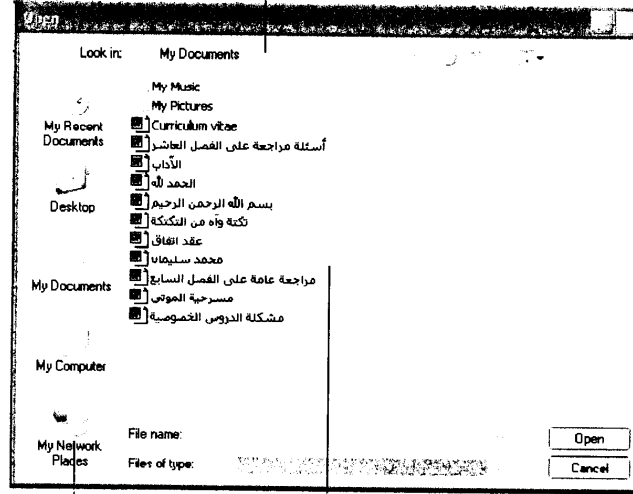 Open
Look in: My Documents
My Music
My Pictures
Curriculum vitae
أسئلة مراجعة على الفصل العاشر
الآداب
الحمد لله
بسم الله الرحمن الرحيم
نكتة وآه من النكتكة
عقد اتفاق
محمد سليمان
مراجعة عامة على الفصل السابع
مسرحية الموتى
مشكلة الدروس الخصوصية
My Recent Documents
Desktop
My Documents
My Computer
My Network Places
File name:
Files of type:
Open
Cancel